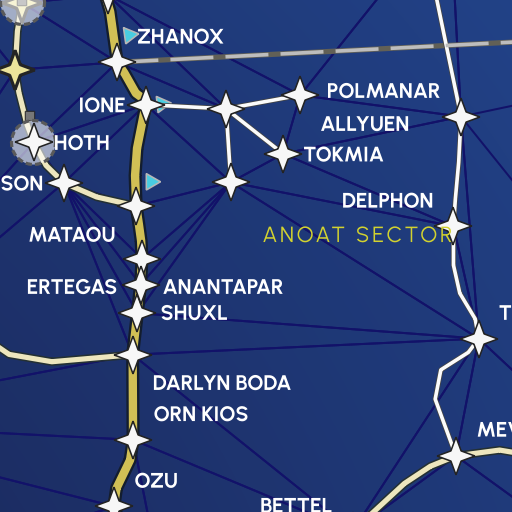 ZHANOX
POLMANAR
IONE
ALLYUEN
HOTH
TOKMIA
SON
DELPHON
MATAOU
ANOAT SECTOR
ERTEGAS
ANANTAPAR
SHUXL
T
DARLYN BODA
ORN KIOS
MEV
OZU
BETTEL